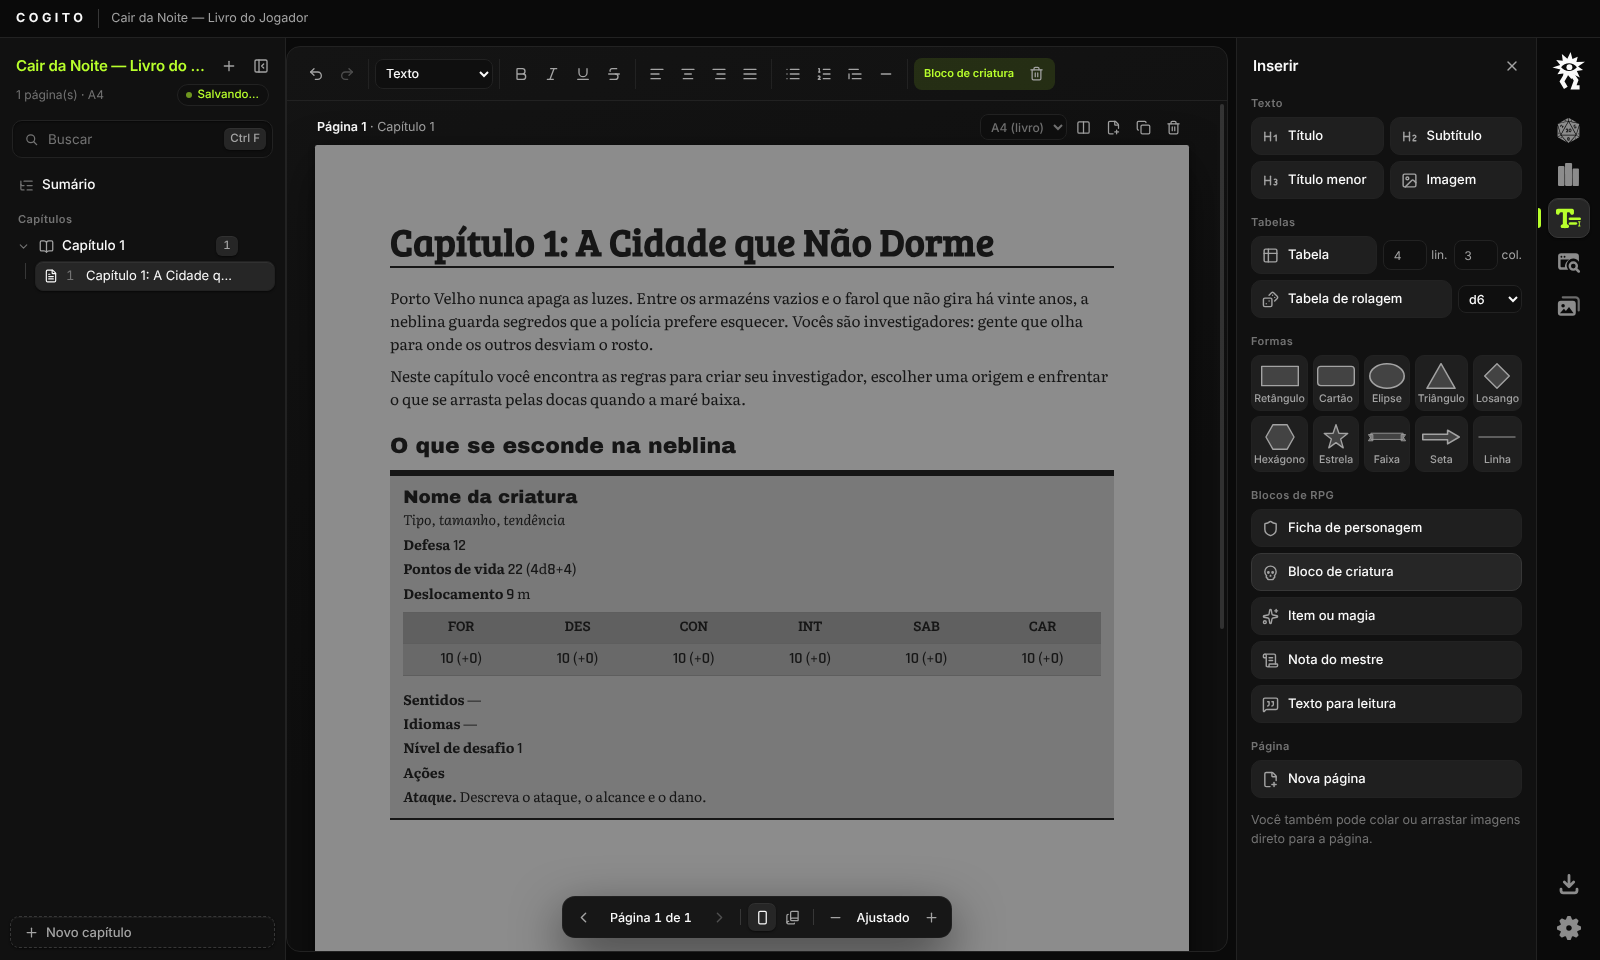 COGITO
Cair da Noite — Livro do Jogador
Cair da Noite — Livro do ...
1 página(s) · A4
Salvando...
Buscar
Ctrl F
Sumário
Capítulos
Capítulo 1
1
1
Capítulo 1: A Cidade q...
Novo capítulo
Texto
Bloco de criatura
Página 1 · Capítulo 1
A4 (livro)
Capítulo 1: A Cidade que Não Dorme
Porto Velho nunca apaga as luzes. Entre os armazéns vazios e o farol que não gira há vinte anos, a
neblina guarda segredos que a polícia prefere esquecer. Vocês são investigadores: gente que olha
para onde os outros desviam o rosto.
Neste capítulo você encontra as regras para criar seu investigador, escolher uma origem e enfrentar
o que se arrasta pelas docas quando a maré baixa.
O que se esconde na neblina
Nome da criatura
Tipo, tamanho, tendência
Defesa 12
Pontos de vida 22 (4d8+4)
Deslocamento 9 m
FOR DES CON INT SAB CAR
10 (+0) 10 (+0) 10 (+0) 10 (+0) 10 (+0) 10 (+0)
Sentidos —
Idiomas —
Nível de desafio 1
Ações
Ataque. Descreva o ataque, o alcance e o dano.
Página 1 de 1
Ajustado
Inserir
Texto
H1 Título
H2 Subtítulo
H3 Título menor
Imagem
Tabelas
Tabela
4 lin. 3 col.
Tabela de rolagem
d6
Formas
Retângulo Cartão Elipse Triângulo Losango
Hexágono Estrela Faixa Seta Linha
Blocos de RPG
Ficha de personagem
Bloco de criatura
Item ou magia
Nota do mestre
Texto para leitura
Página
Nova página
Você também pode colar ou arrastar imagens
direto para a página.